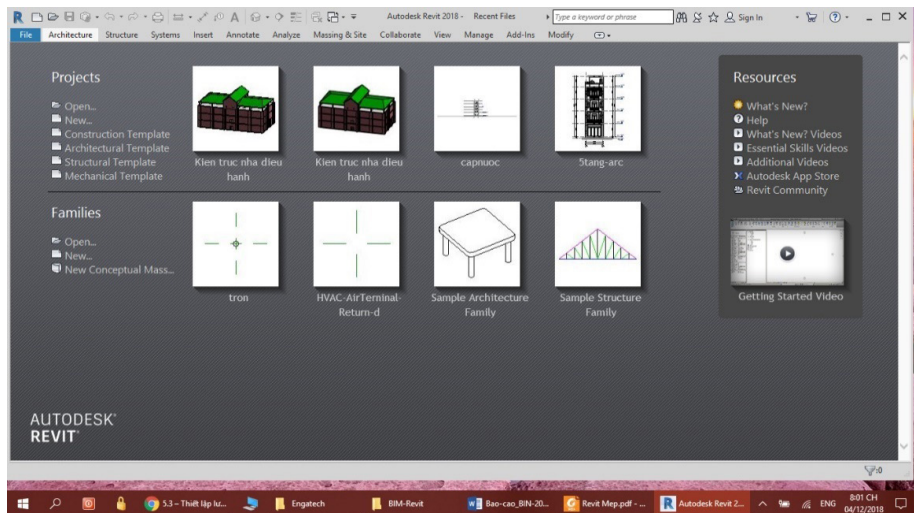 Autodesk Revit 2018 - Recent Files
Type a keyword or phrase
Sign In
File Architecture Structure Systems Insert Annotate Analyze Massing & Site Collaborate View Manage Add-Ins Modify
Projects
Open...
New...
Construction Template
Architectural Template
Structural Template
Mechanical Template
Kien truc nha dieu
hanh
Kien truc nha dieu
hanh
capnuoc
5tang-arc
Families
Open...
New...
New Conceptual Mass...
tron
HVAC-AirTerninal-
Return-d
Sample Architecture
Family
Sample Structure
Family
Resources
What's New?
Help
What's New? Videos
Essential Skills Videos
Additional Videos
Autodesk App Store
Revit Community
Getting Started Video
AUTODESK®
REVIT®
:0
5.3 – Thiết lập lư...
Engatech
BIM-Revit
Bao-cao_BIN-20...
Revit Mep.pdf - ...
Autodesk Revit 2...
ENG
8:01 CH
04/12/2018